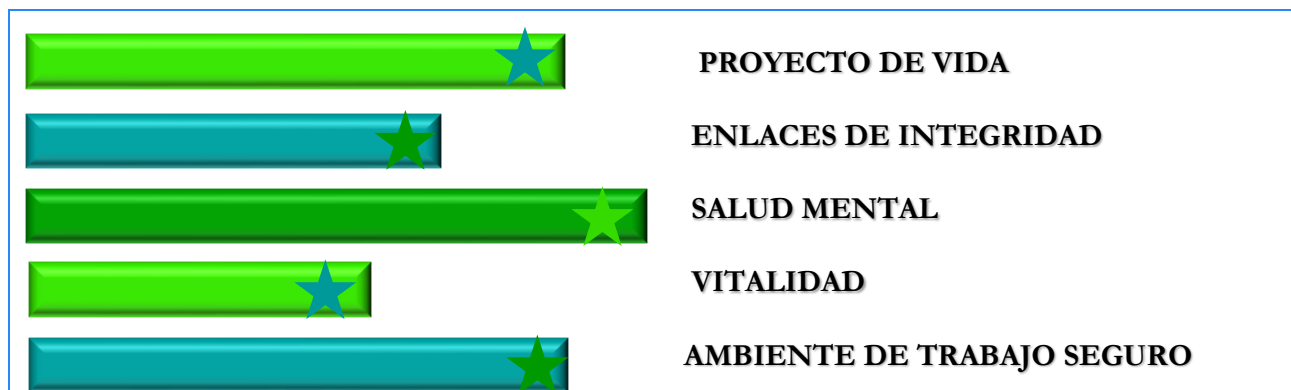 PROYECTO DE VIDA
ENLACES DE INTEGRIDAD
SALUD MENTAL
VITALIDAD
AMBIENTE DE TRABAJO SEGURO